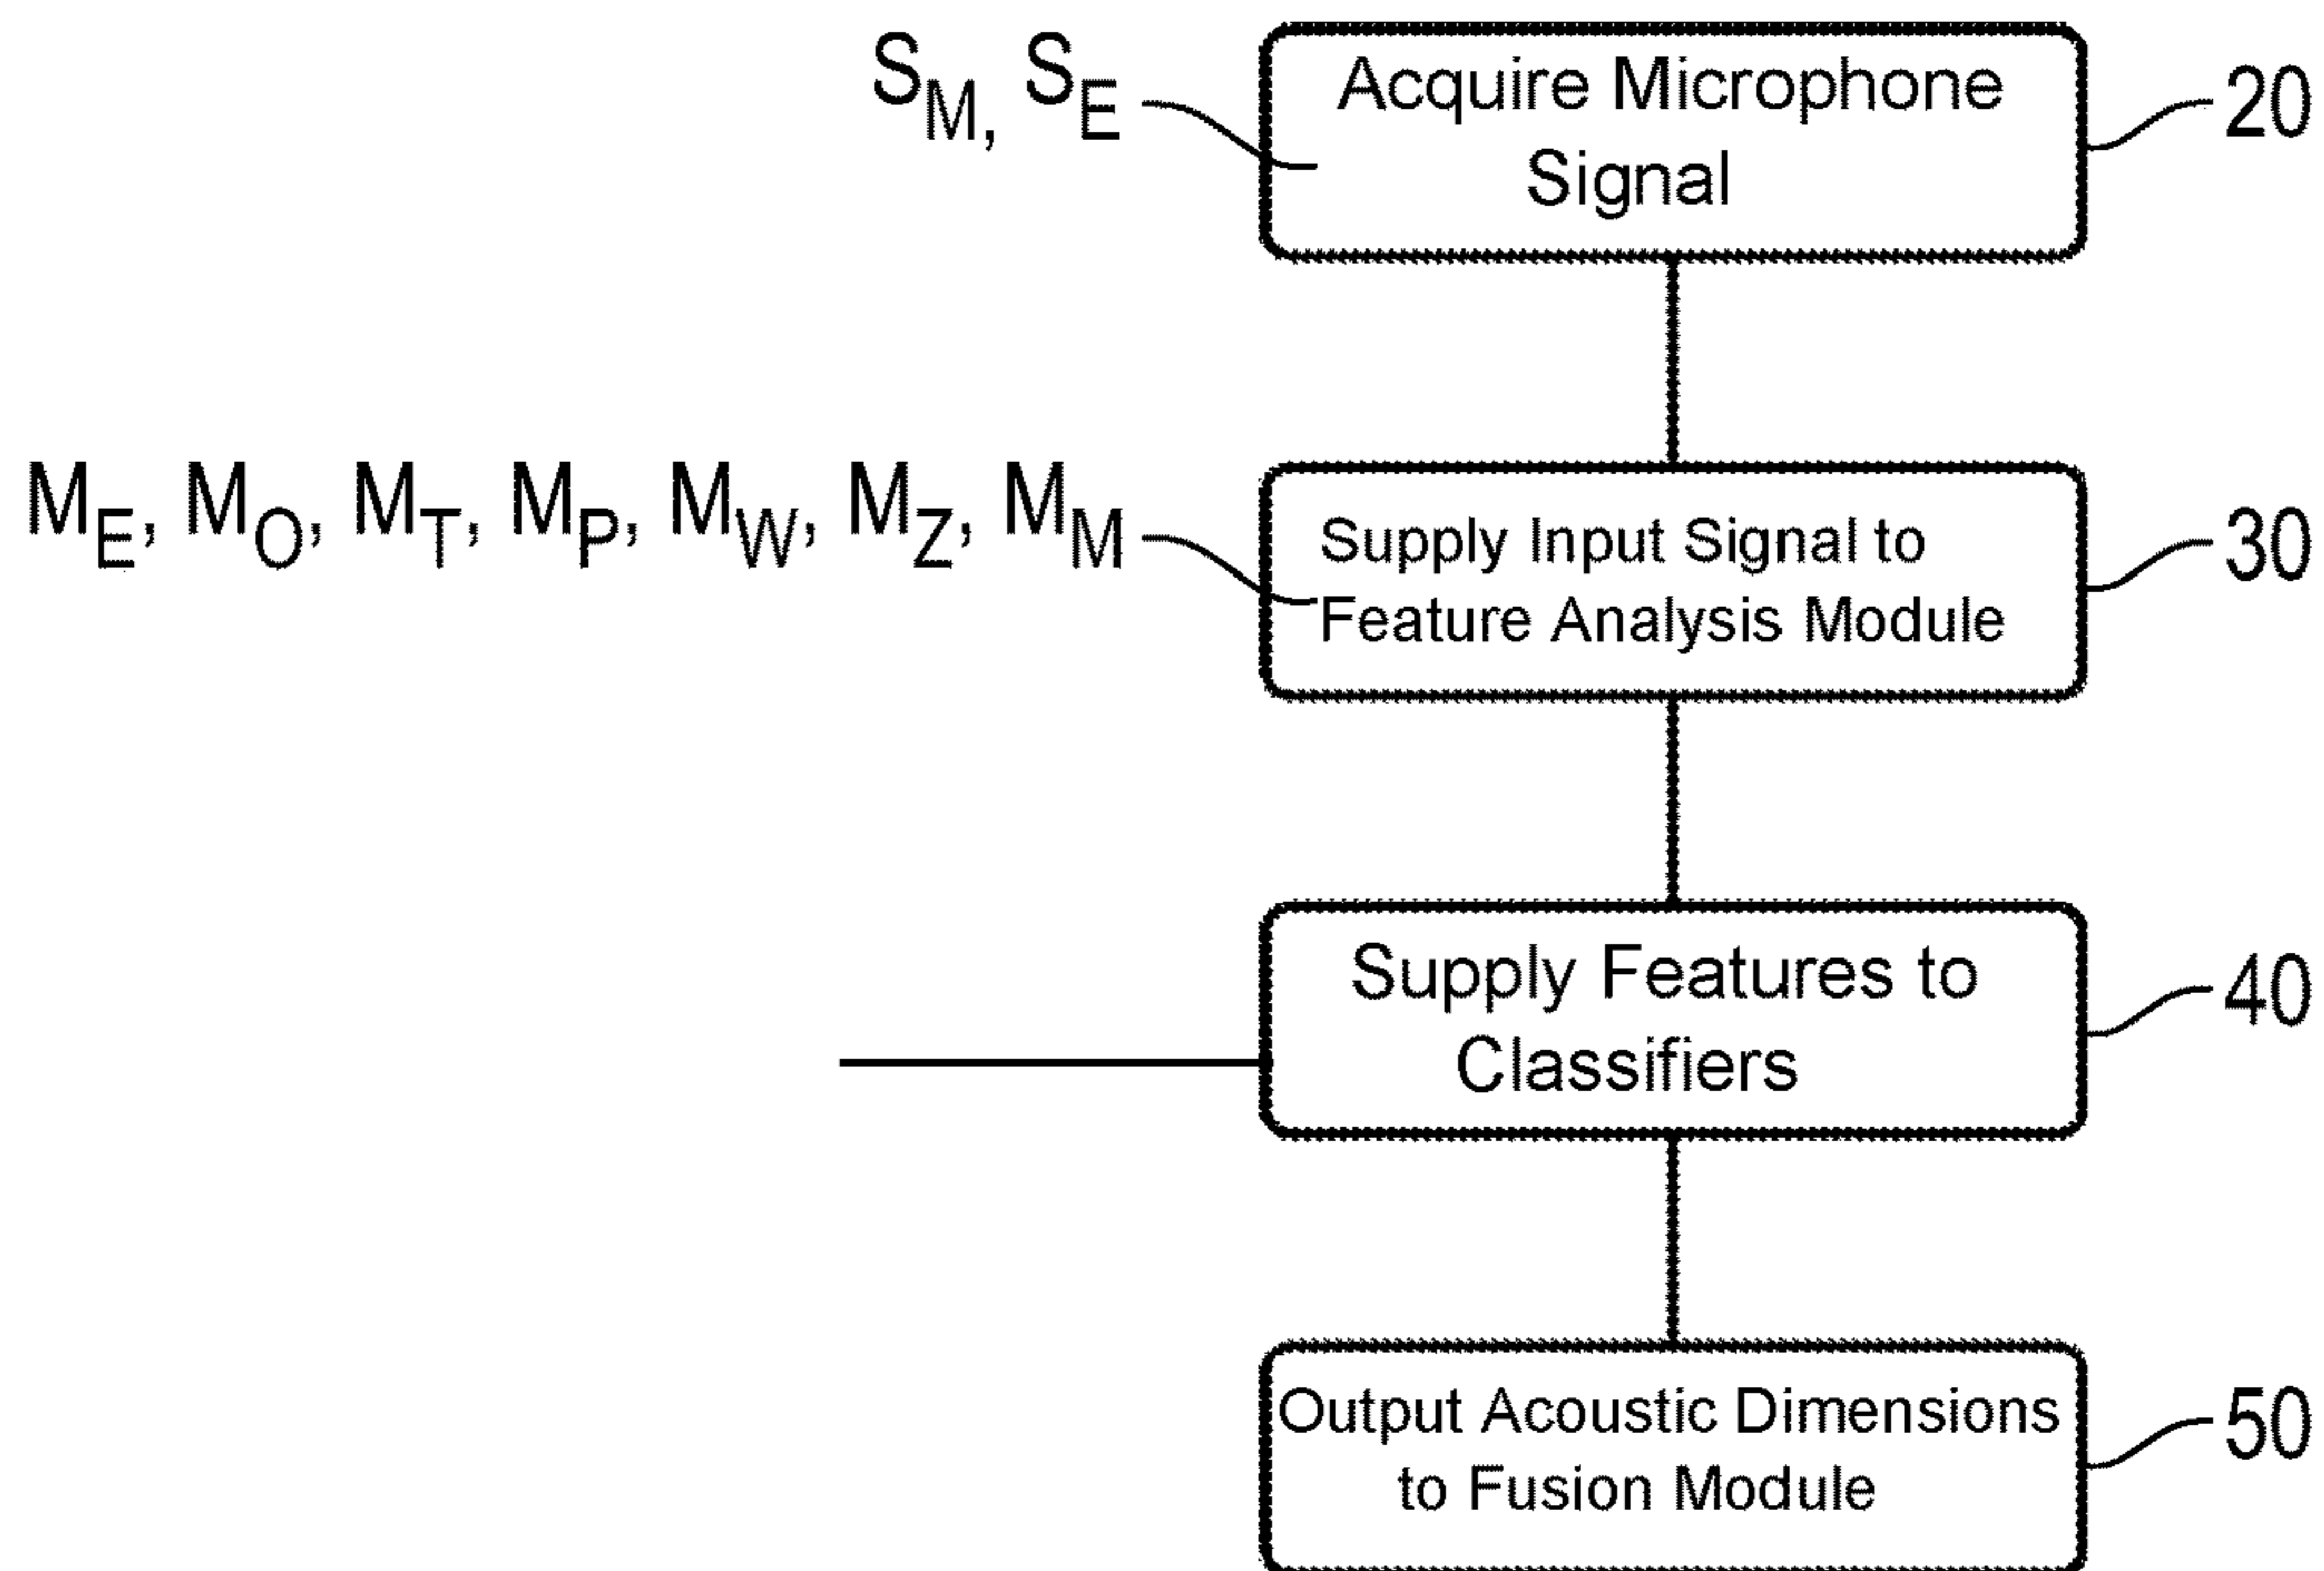 S_M, S_E
Acquire Microphone
Signal
20
M_E, M_O, M_T, M_P, M_W, M_Z, M_M
Supply Input Signal to
Feature Analysis Module
30
Supply Features to
Classifiers
40
Output Acoustic Dimensions
to Fusion Module
50